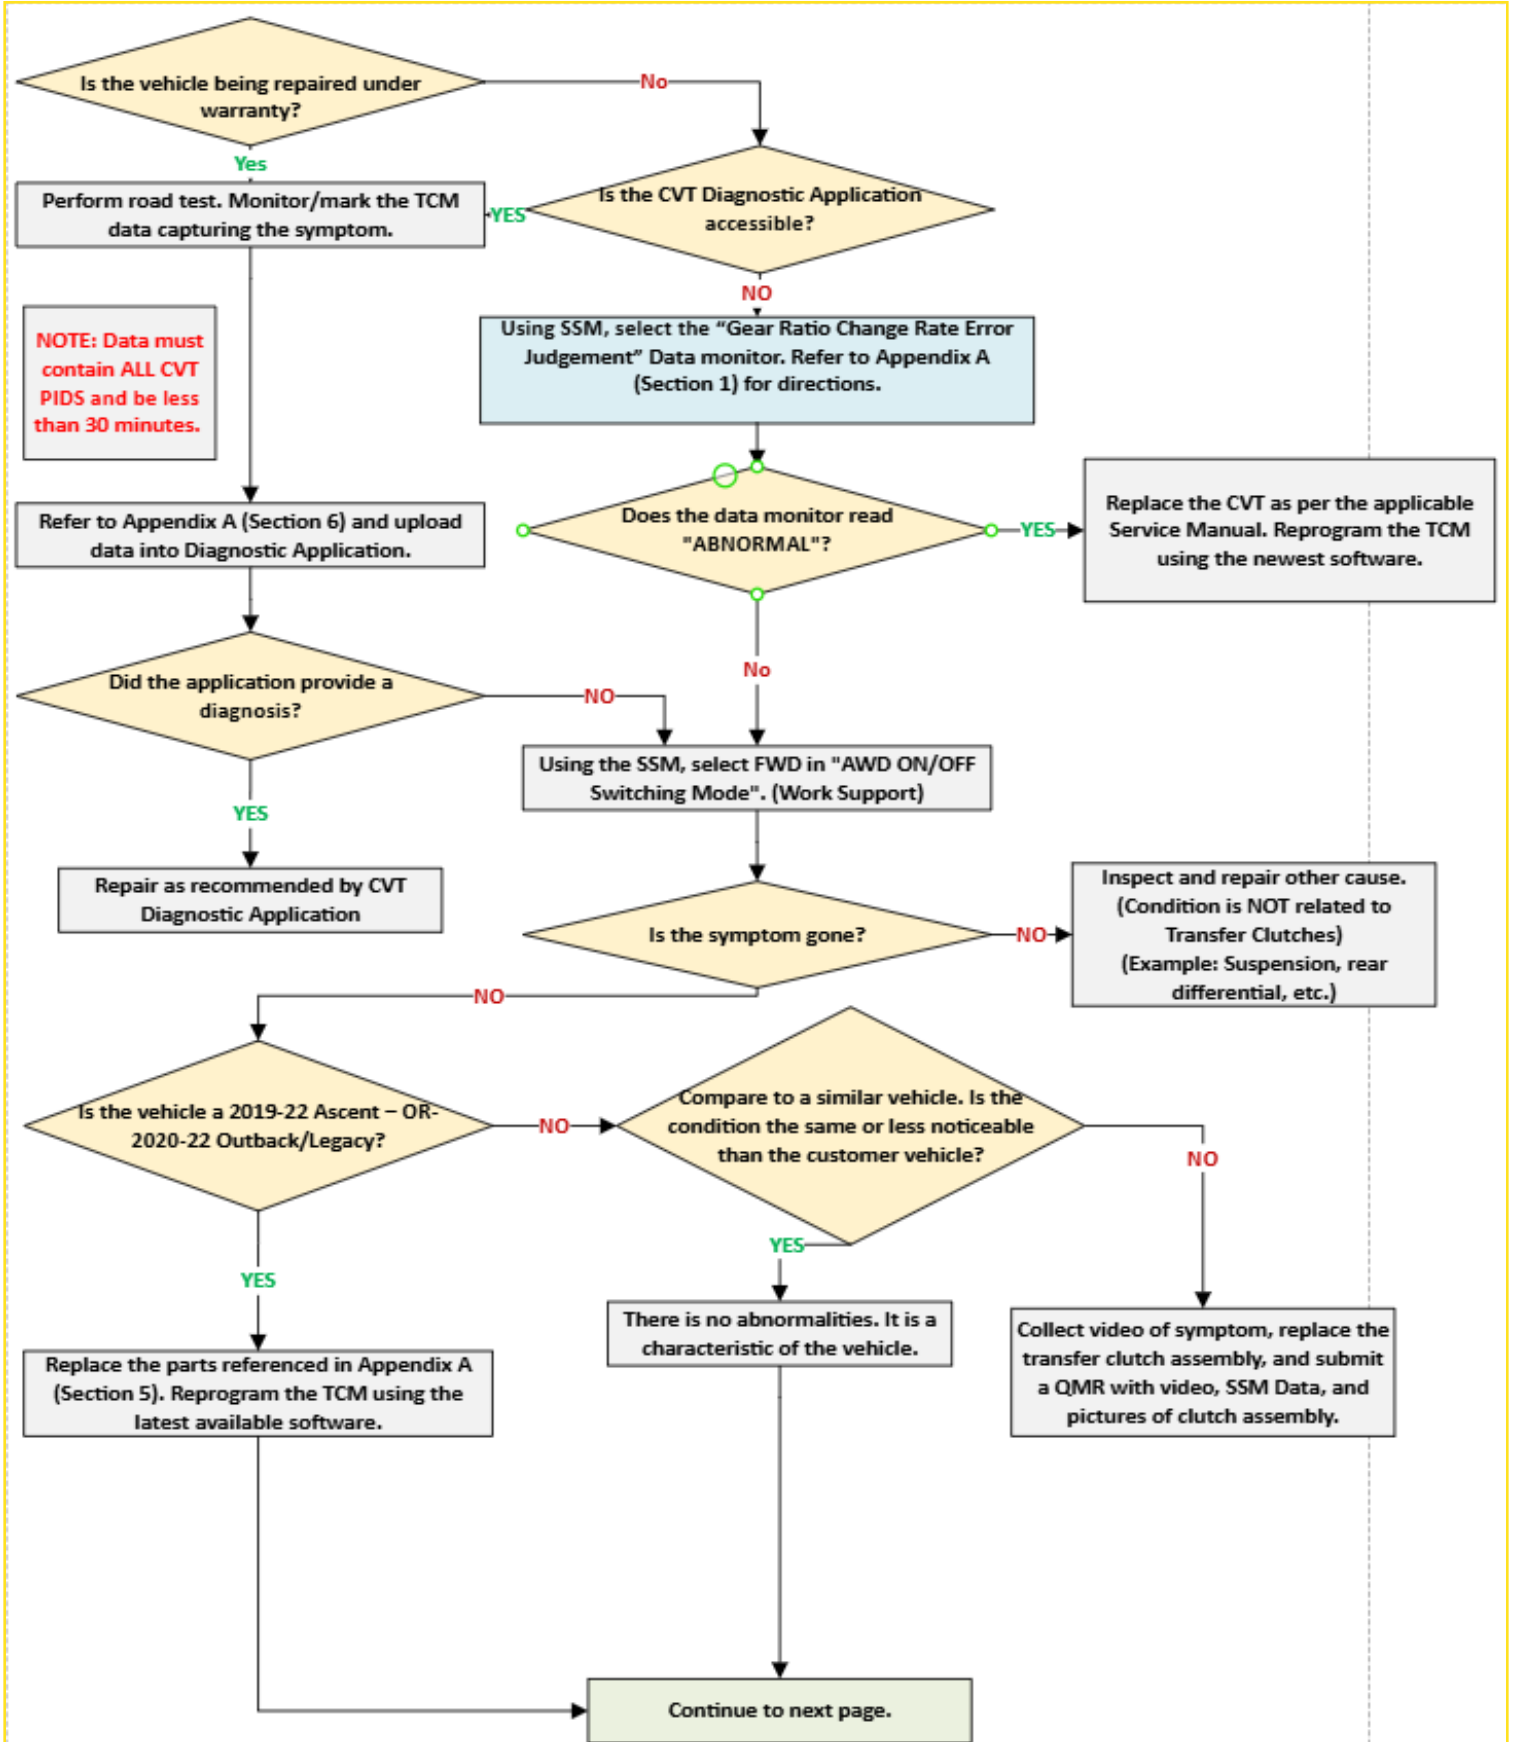 Is the vehicle being repaired under
warranty?
No
Yes
Perform road test. Monitor/mark the TCM
data capturing the symptom.
YES
Is the CVT Diagnostic Application
accessible?
NO
NOTE: Data must
contain ALL CVT
PIDS and be less
than 30 minutes.
Using SSM, select the “Gear Ratio Change Rate Error
Judgement” Data monitor. Refer to Appendix A
(Section 1) for directions.
Refer to Appendix A (Section 6) and upload
data into Diagnostic Application.
Does the data monitor read
"ABNORMAL"?
YES
Replace the CVT as per the applicable
Service Manual. Reprogram the TCM
using the newest software.
No
Did the application provide a
diagnosis?
NO
Using the SSM, select FWD in "AWD ON/OFF
Switching Mode". (Work Support)
YES
Repair as recommended by CVT
Diagnostic Application
Is the symptom gone?
NO
Inspect and repair other cause.
(Condition is NOT related to
Transfer Clutches)
(Example: Suspension, rear
differential, etc.)
NO
Is the vehicle a 2019-22 Ascent – OR-
2020-22 Outback/Legacy?
NO
Compare to a similar vehicle. Is the
condition the same or less noticeable
than the customer vehicle?
NO
YES
YES
There is no abnormalities. It is a
characteristic of the vehicle.
Collect video of symptom, replace the
transfer clutch assembly, and submit
a QMR with video, SSM Data, and
pictures of clutch assembly.
Replace the parts referenced in Appendix A
(Section 5). Reprogram the TCM using the
latest available software.
Continue to next page.